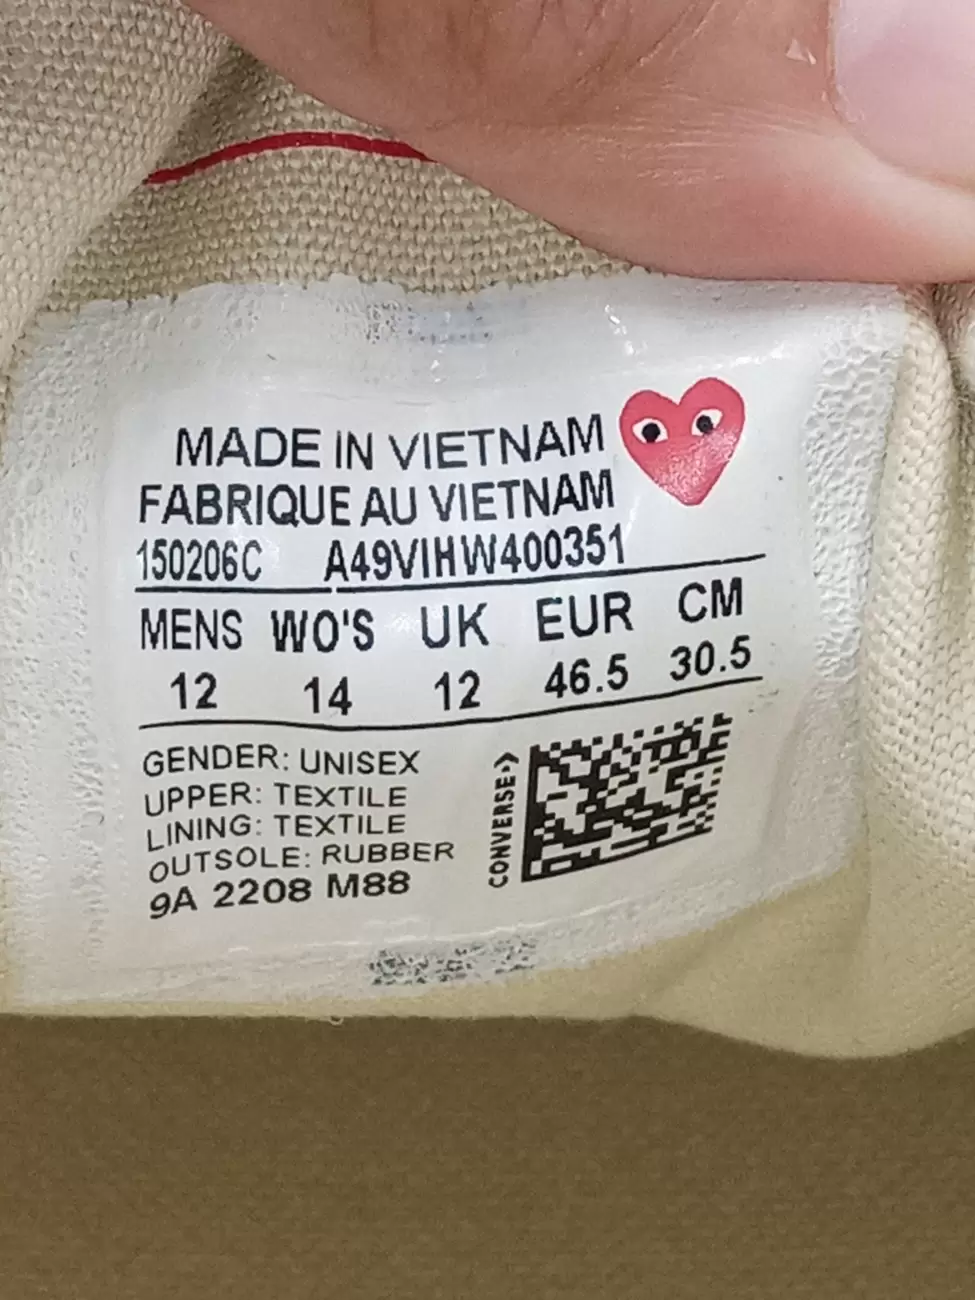 MADE IN VIETNAM
FABRIQUE AU VIETNAM
150206C A49VIHW400351
MENS WO'S UK EUR CM
12 14 12 46.5 30.5
GENDER: UNISEX
UPPER: TEXTILE
LINING: TEXTILE
OUTSOLE: RUBBER
9A 2208 M88
CONVERSE